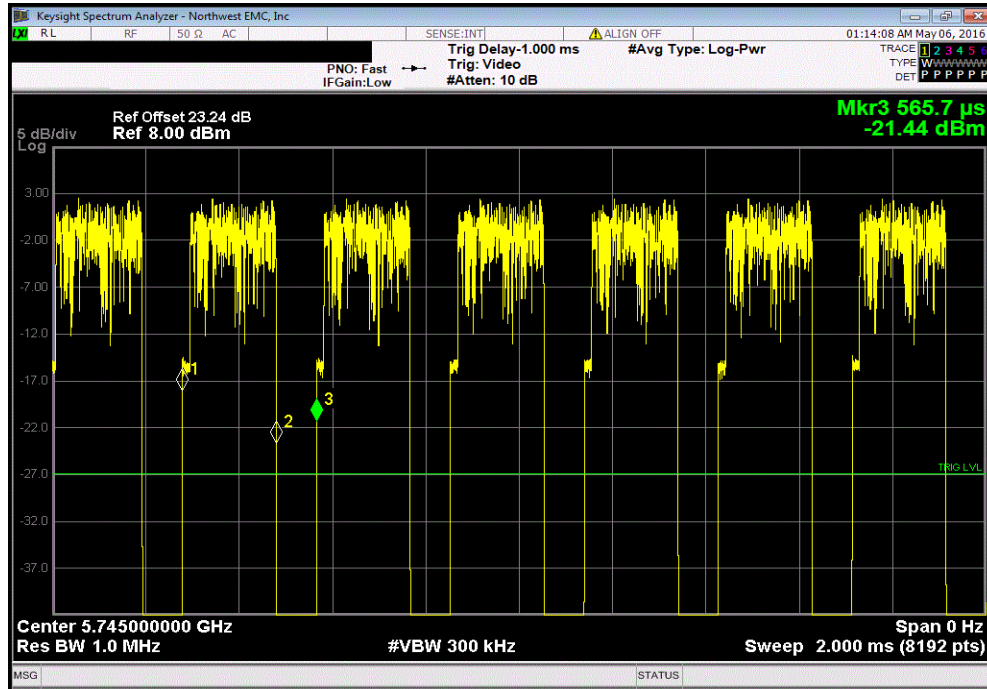 Keysight Spectrum Analyzer - Northwest EMC, Inc
LXI RL RF 50 Ω AC SENSE:INT ALIGN OFF 01:14:08 AM May 06, 2016
Trig Delay-1.000 ms #Avg Type: Log-Pwr TRACE 1 2 3 4 5 6
PNO: Fast Trig: Video TYPE WWWWWW
IFGain:Low #Atten: 10 dB DET P P P P P P
Mkr3 565.7 µs
-21.44 dBm
Ref Offset 23.24 dB
5 dB/div Ref 8.00 dBm
Log
3.00
-2.00
-7.00
-12.0
-17.0
1
3
2
-22.0
TRIG LVL
-27.0
-32.0
-37.0
Center 5.745000000 GHz Span 0 Hz
Res BW 1.0 MHz #VBW 300 kHz Sweep 2.000 ms (8192 pts)
MSG STATUS